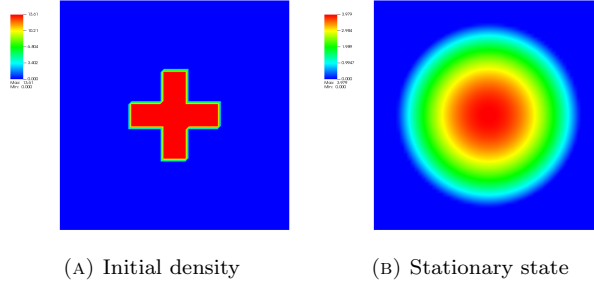 13.61
10.21
6.804
3.402
0.000
Max: 13.61
Min: 0.000
3.979
2.984
1.989
0.9947
0.000
Max: 3.979
Min: 0.000
(A) Initial density
(B) Stationary state